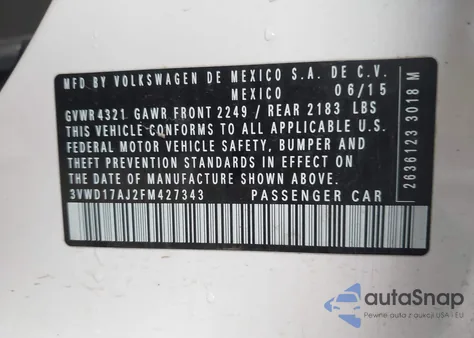 MFD BY VOLKSWAGEN DE MEXICO S.A. DE C.V.
MEXICO 06/15
GVWR 4321 GAWR FRONT 2249 / REAR 2183 LBS
THIS VEHICLE CONFORMS TO ALL APPLICABLE U.S.
FEDERAL MOTOR VEHICLE SAFETY, BUMPER AND
THEFT PREVENTION STANDARDS IN EFFECT ON
THE DATE OF MANUFACTURE SHOWN ABOVE.
3VWD17AJ2FM427343 PASSENGER CAR
2636123 3018 M
autoSnap
Pewne auta z aukcji USA i EU